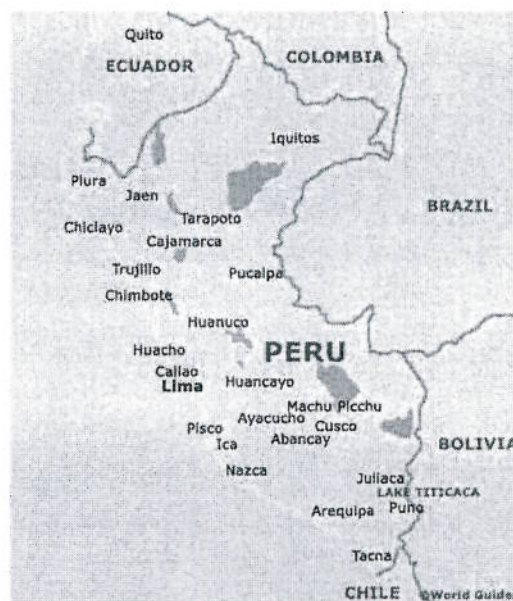 Quito
ECUADOR
COLOMBIA
Iquitos
Piura
Jaen
BRAZIL
Tarapoto
Chiclayo
Cajamarca
Trujillo
Pucalpa
Chimbote
Huanuco
Huacho
PERU
Callao
Lima
Huancayo
Machu Picchu
Ayacucho
Cusco
Pisco
Abancay
BOLIVIA
Ica
Nazca
Juliaca
LAKE TITICACA
Arequipa
Puno
Tacna
CHILE
©World Guides